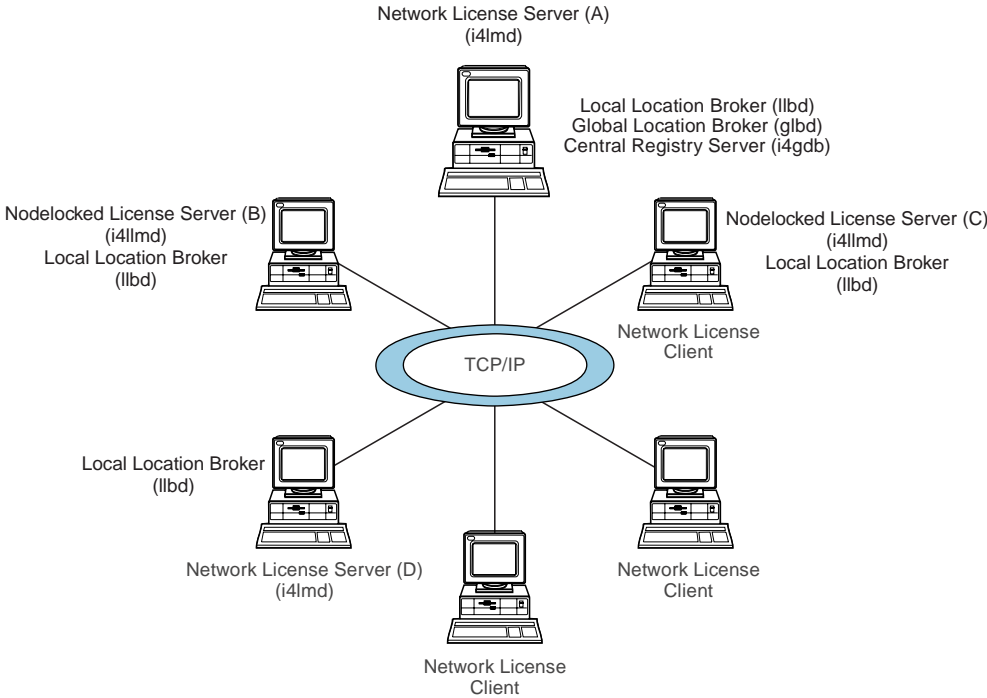 Network License Server (A)
(i4lmd)
Local Location Broker (llbd)
Global Location Broker (glbd)
Central Registry Server (i4gdb)
Nodelocked License Server (B)
(i4llmd)
Local Location Broker
(llbd)
Nodelocked License Server (C)
(i4llmd)
Local Location Broker
(llbd)
Network License
Client
TCP/IP
Local Location Broker
(llbd)
Network License Server (D)
(i4lmd)
Network License
Client
Network License
Client